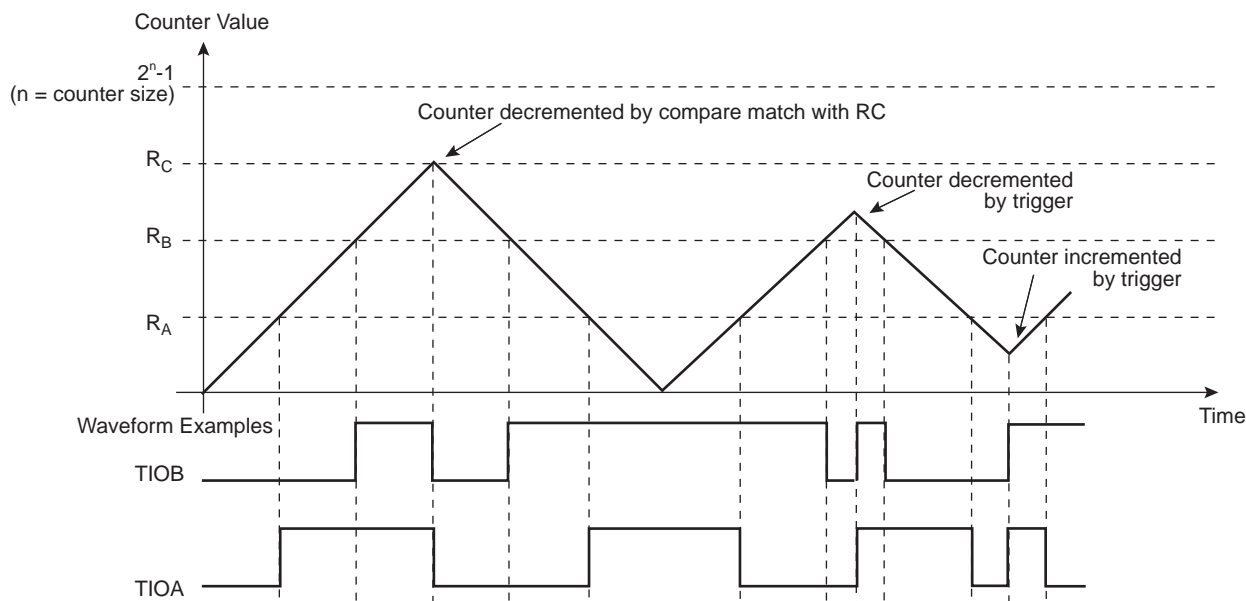 Counter Value
2ⁿ-1
(n = counter size)
Counter decremented by compare match with RC
R_C
Counter decremented
by trigger
R_B
Counter incremented
by trigger
R_A
Time
Waveform Examples
TIOB
TIOA